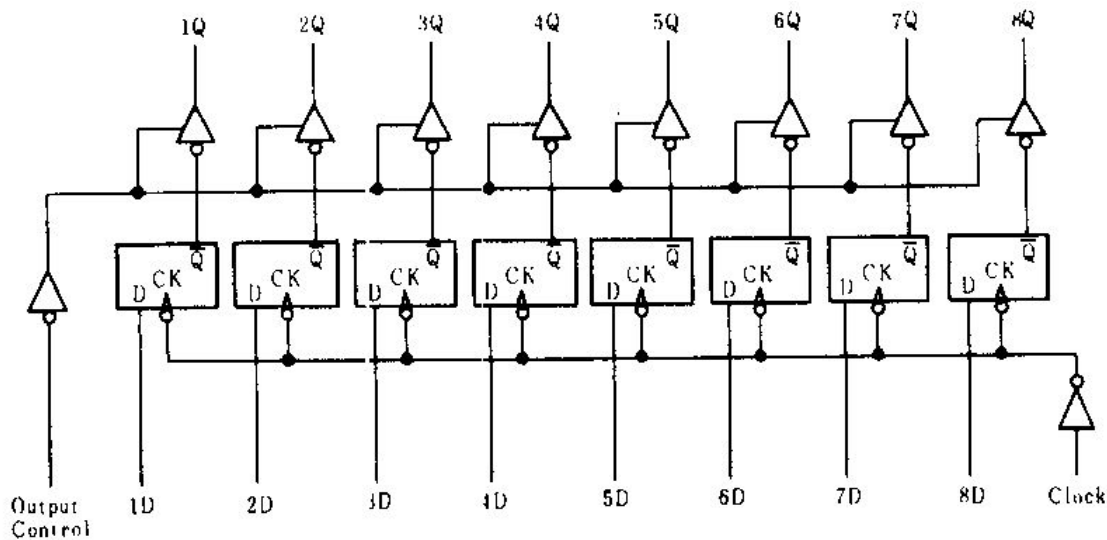 1Q 2Q 3Q 4Q 5Q 6Q 7Q 8Q
Q̅ Q̅ Q̅ Q̅ Q̅ Q̅ Q̅ Q̅
CK CK CK CK CK CK CK CK
D D D D D D D D
1D 2D 3D 4D 5D 6D 7D 8D Clock
Output
Control